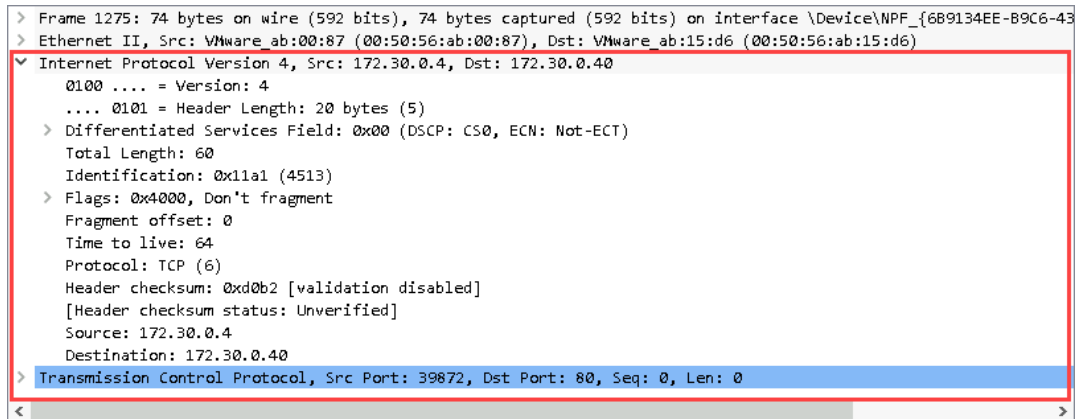 > Frame 1275: 74 bytes on wire (592 bits), 74 bytes captured (592 bits) on interface \Device\NPF_{6B9134EE-B9C6-43
> Ethernet II, Src: VMware_ab:00:87 (00:50:56:ab:00:87), Dst: VMware_ab:15:d6 (00:50:56:ab:15:d6)
Internet Protocol Version 4, Src: 172.30.0.4, Dst: 172.30.0.40
0100 .... = Version: 4
.... 0101 = Header Length: 20 bytes (5)
> Differentiated Services Field: 0x00 (DSCP: CS0, ECN: Not-ECT)
Total Length: 60
Identification: 0x11a1 (4513)
> Flags: 0x4000, Don't fragment
Fragment offset: 0
Time to live: 64
Protocol: TCP (6)
Header checksum: 0xd0b2 [validation disabled]
[Header checksum status: Unverified]
Source: 172.30.0.4
Destination: 172.30.0.40
> Transmission Control Protocol, Src Port: 39872, Dst Port: 80, Seq: 0, Len: 0